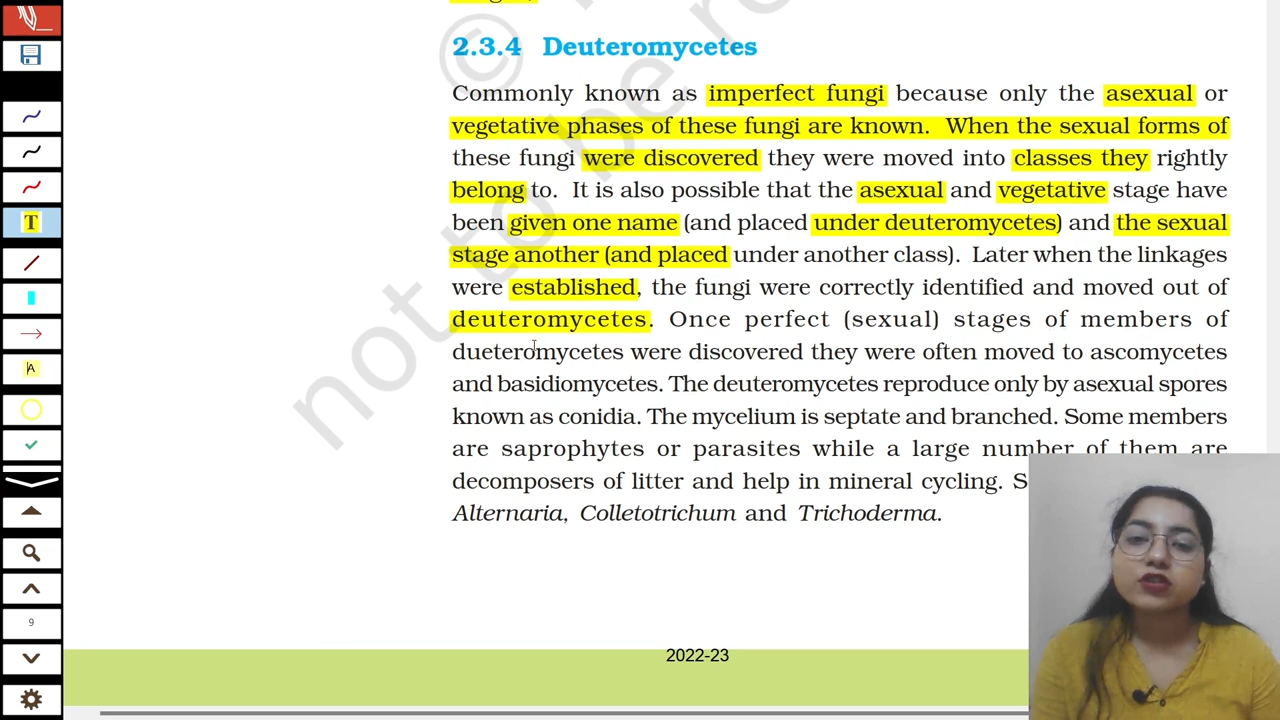 2.3.4 Deuteromycetes
Commonly known as imperfect fungi because only the asexual or
vegetative phases of these fungi are known. When the sexual forms of
these fungi were discovered they were moved into classes they rightly
belong to. It is also possible that the asexual and vegetative stage have
been given one name (and placed under deuteromycetes) and the sexual
stage another (and placed under another class). Later when the linkages
were established, the fungi were correctly identified and moved out of
deuteromycetes. Once perfect (sexual) stages of members of
dueteromycetes were discovered they were often moved to ascomycetes
and basidiomycetes. The deuteromycetes reproduce only by asexual spores
known as conidia. The mycelium is septate and branched. Some members
are saprophytes or parasites while a large number of them are
decomposers of litter and help in mineral cycling.
Alternaria, Colletotrichum and Trichoderma.
2022-23
© 
not to be re
T
A
9